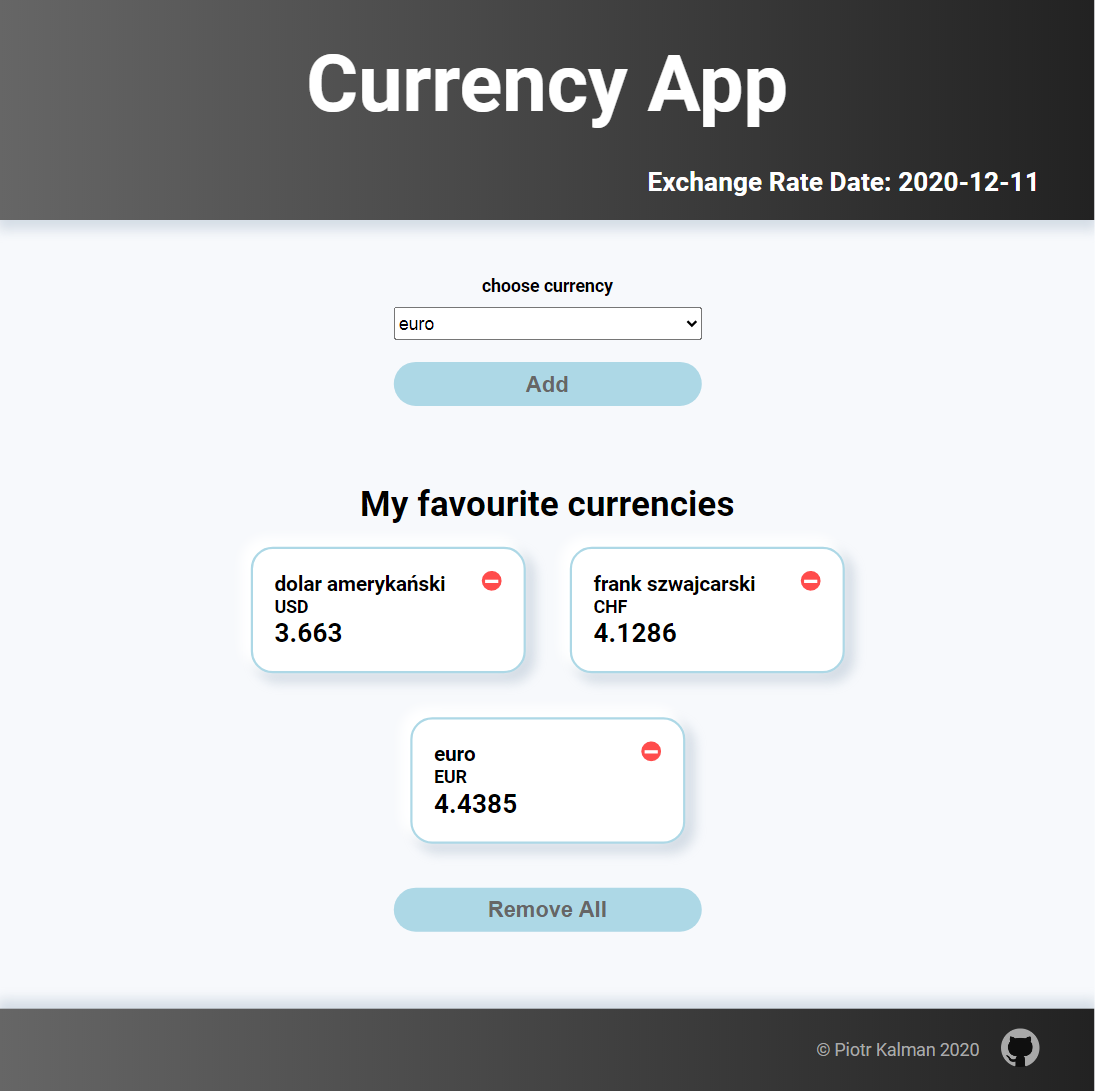 Currency App
Exchange Rate Date: 2020-12-11
choose currency
euro
Add
My favourite currencies
dolar amerykański
USD
3.663
frank szwajcarski
CHF
4.1286
euro
EUR
4.4385
Remove All
© Piotr Kalman 2020